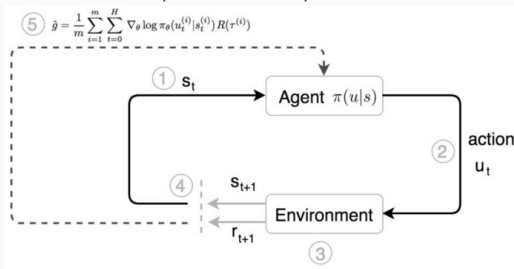 ⑤ ĝ = 1/m ∑_{i=1}^{m} ∑_{t=0}^{H} ∇_θ log π_θ(u_t^{(i)}|s_t^{(i)})R(τ^{(i)})
① s_t
Agent π(u|s)
② action
u_t
④ s_{t+1}
Environment
r_{t+1}
③